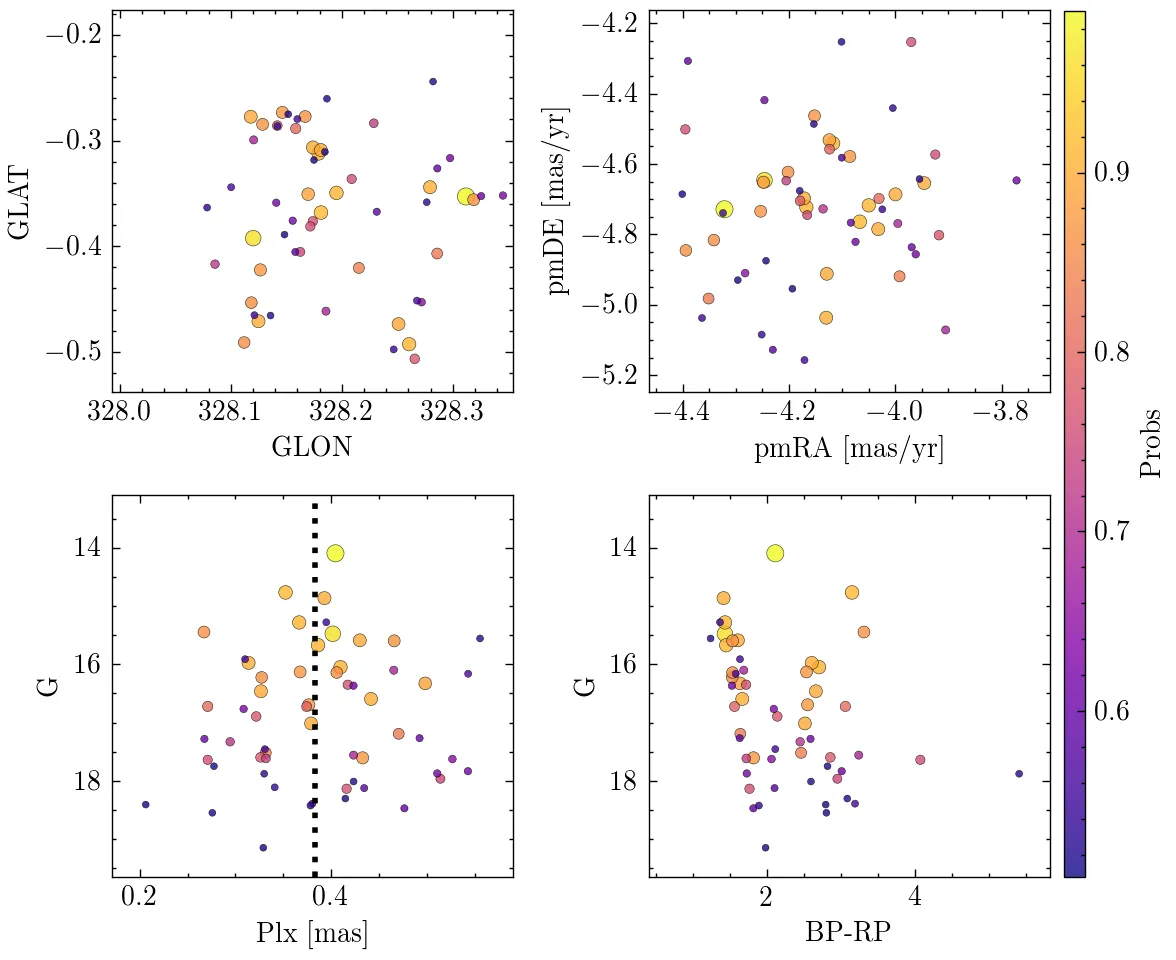 −0.2
−0.3
−0.4
−0.5
GLAT
328.0 328.1 328.2 328.3
GLON
−4.2
−4.4
−4.6
−4.8
−5.0
−5.2
pmDE [mas/yr]
−4.4 −4.2 −4.0 −3.8
pmRA [mas/yr]
14
16
18
G
0.2 0.4
Plx [mas]
14
16
18
G
2 4
BP-RP
0.9
0.8
0.7
0.6
Probs